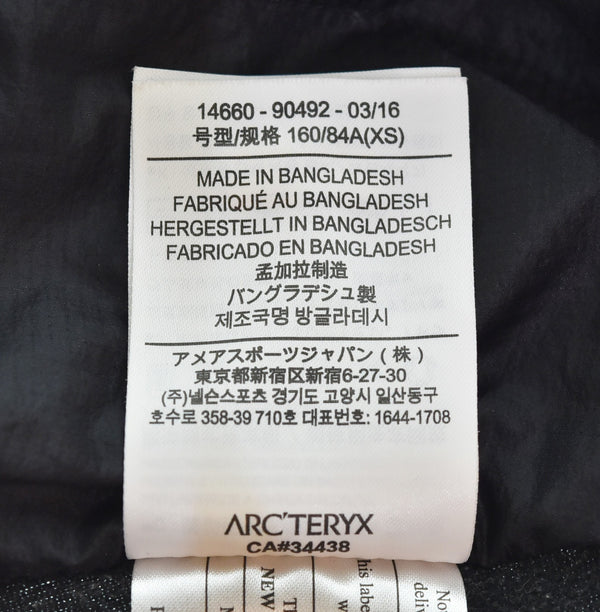 14660 - 90492 - 03/16
号型/规格 160/84A(XS)
MADE IN BANGLADESH
FABRIQUÉ AU BANGLADESH
HERGESTELLT IN BANGLADESCH
FABRICADO EN BANGLADESH
孟加拉制造
バングラデシュ製
제조국명 방글라데시
アメアスポーツジャパン (株)
東京都新宿区新宿6-27-30
(주)넬슨스포츠 경기도 고양시 일산동구
호수로 358-39 710호 대표번호: 1644-1708
ARC'TERYX
CA#34438
NEW
his label